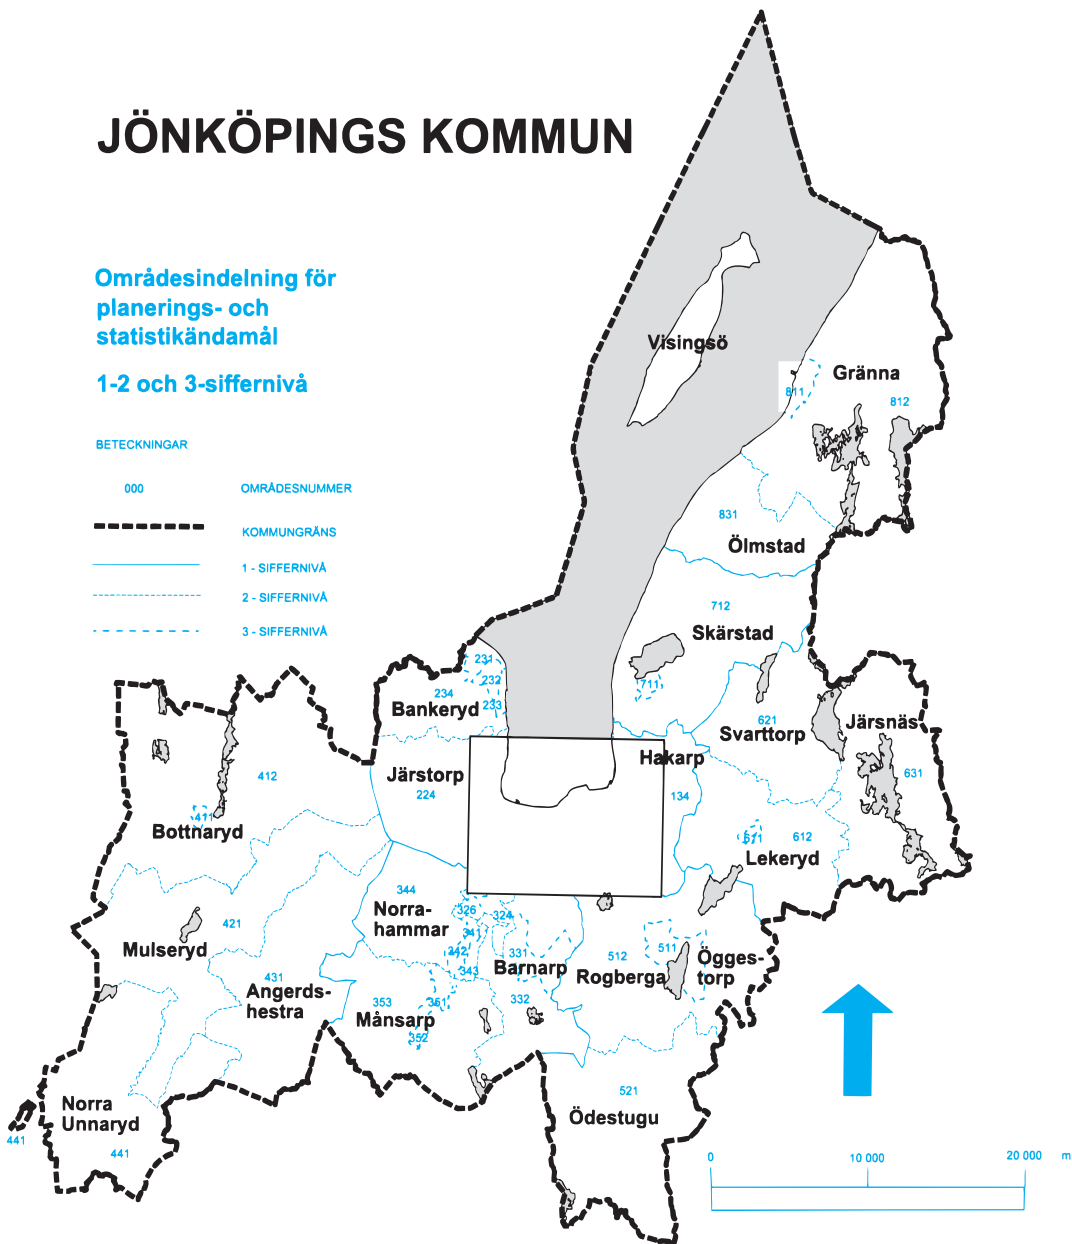 JÖNKÖPINGS KOMMUN
Områdesindelning för
planerings- och
statistikändamål
1-2 och 3-siffernivå
BETECKNINGAR
000 OMRÅDESNUMMER
KOMMUNGRÄNS
1 - SIFFERNIVÅ
2 - SIFFERNIVÅ
3 - SIFFERNIVÅ
Visingsö
Gränna
811
812
831
Ölmstad
712
Skärstad
711
231
232
234
233
Bankeryd
621
Svarttorp
Järsnäs
631
Hakarp
134
Järstorp
224
412
411
Bottnaryd
611
612
Lekeryd
344
Norra-
hammar
326
324
341
342
343
331
Barnarp
332
512
Rogberga
511
Ögges-
torp
421
Mulseryd
431
Angerds-
hestra
353
351
Månsarp
352
521
Ödestugu
Norra
Unnaryd
441
441
0 10 000 20 000 m